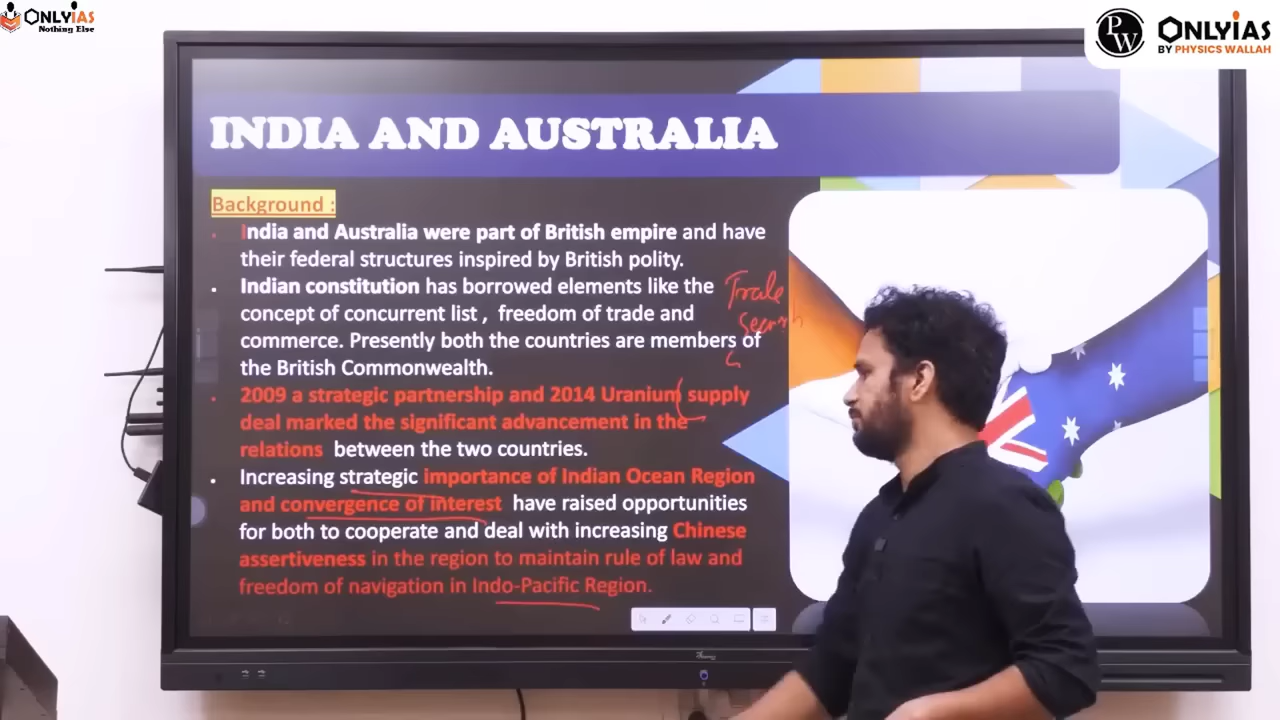 ONLYIAS
Nothing Else
PW
ONLYIAS
BY PHYSICS WALLAH
INDIA AND AUSTRALIA
Background :
. India and Australia were part of British empire and have
their federal structures inspired by British polity.
. Indian constitution has borrowed elements like the
concept of concurrent list , freedom of trade and
commerce. Presently both the countries are members of
the British Commonwealth.
Trade
. 2009 a strategic partnership and 2014 Uranium supply
deal marked the significant advancement in the
relations between the two countries.
. Increasing strategic importance of Indian Ocean Region
and convergence of interest have raised opportunities
for both to cooperate and deal with increasing Chinese
assertiveness in the region to maintain rule of law and
freedom of navigation in Indo-Pacific Region.